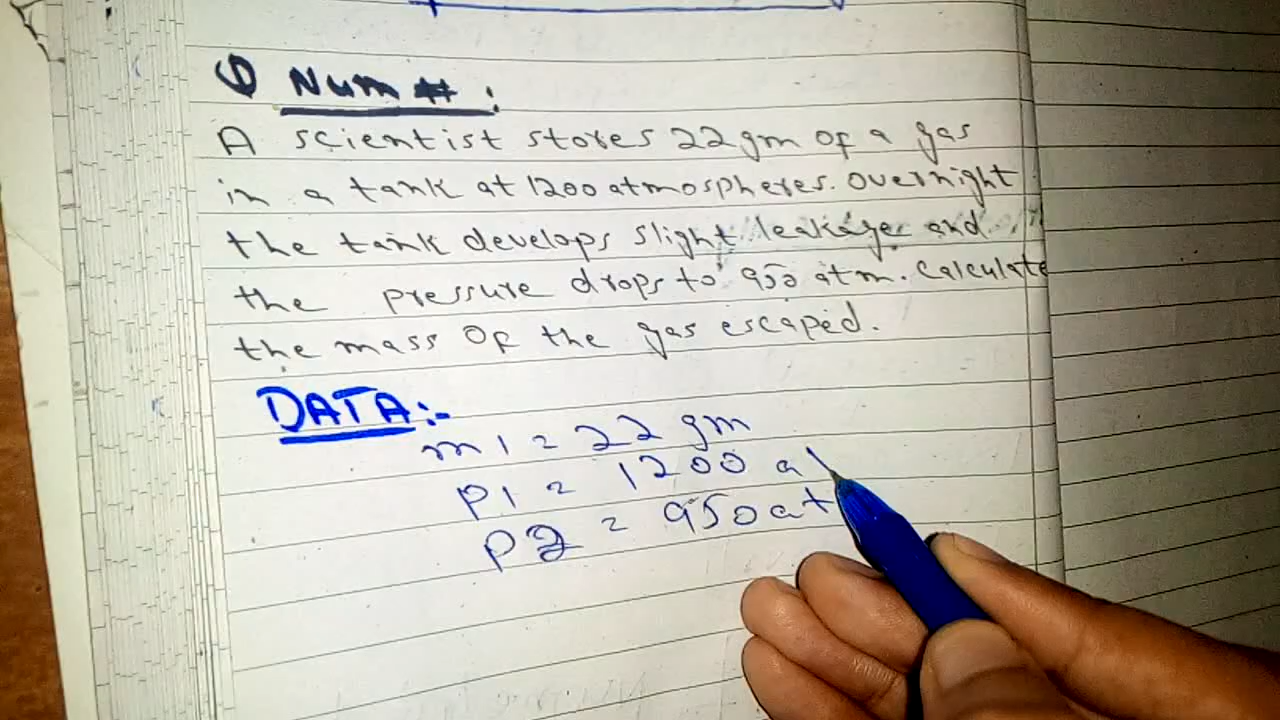 ① Num # :
A scientist stores 22 gm of a gas
in a tank at 1200 atmospheres. overnight
the tank develops slight leakage and
the pressure drops to 950 atm. calculate
the mass of the gas escaped.
DATA:-
m1 = 22 gm
P1 = 1200 at
P2 = 950 at